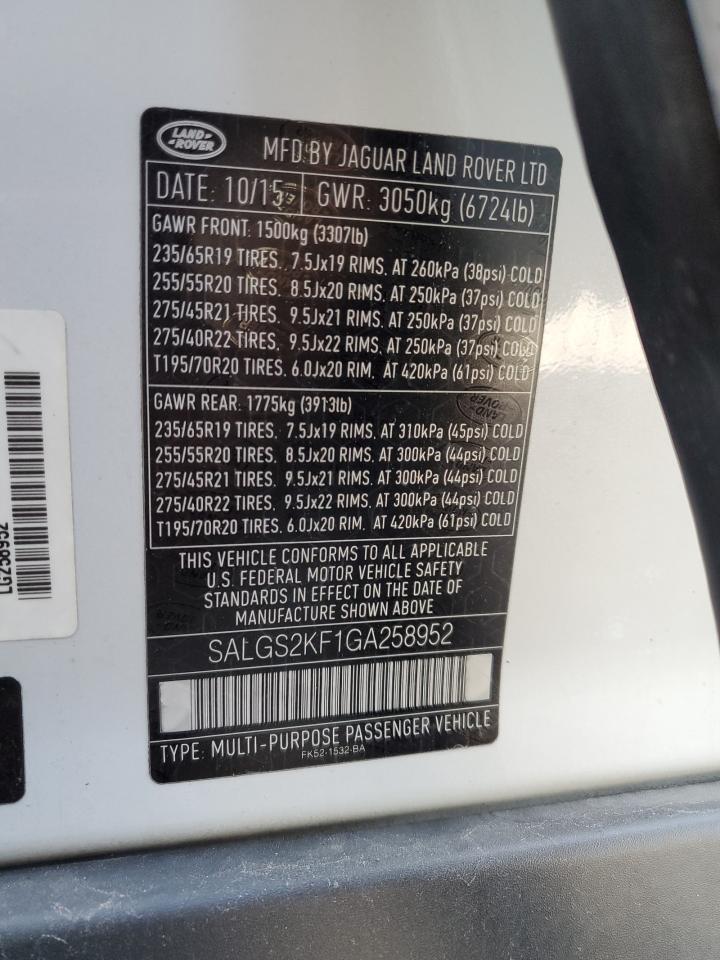 LAND ROVER
MFD BY JAGUAR LAND ROVER LTD
DATE: 10/15
GWR: 3050kg (6724lb)
GAWR FRONT: 1500kg (3307lb)
235/65R19 TIRES, 7.5Jx19 RIMS, AT 260kPa (38psi) COLD
255/55R20 TIRES, 8.5Jx20 RIMS, AT 250kPa (37psi) COLD
275/45R21 TIRES, 9.5Jx21 RIMS, AT 250kPa (37psi) COLD
275/40R22 TIRES, 9.5Jx22 RIMS, AT 250kPa (37psi) COLD
T195/70R20 TIRES, 6.0Jx20 RIM, AT 420kPa (61psi) COLD
GAWR REAR: 1775kg (3913lb)
235/65R19 TIRES, 7.5Jx19 RIMS, AT 310kPa (45psi) COLD
255/55R20 TIRES, 8.5Jx20 RIMS, AT 300kPa (44psi) COLD
275/45R21 TIRES, 9.5Jx21 RIMS, AT 300kPa (44psi) COLD
275/40R22 TIRES, 9.5Jx22 RIMS, AT 300kPa (44psi) COLD
T195/70R20 TIRES, 6.0Jx20 RIM, AT 420kPa (61psi) COLD
THIS VEHICLE CONFORMS TO ALL APPLICABLE
U.S. FEDERAL MOTOR VEHICLE SAFETY
STANDARDS IN EFFECT ON THE DATE OF
MANUFACTURE SHOWN ABOVE
SALGS2KF1GA258952
TYPE: MULTI-PURPOSE PASSENGER VEHICLE
FK52-1532-BA
LG258952